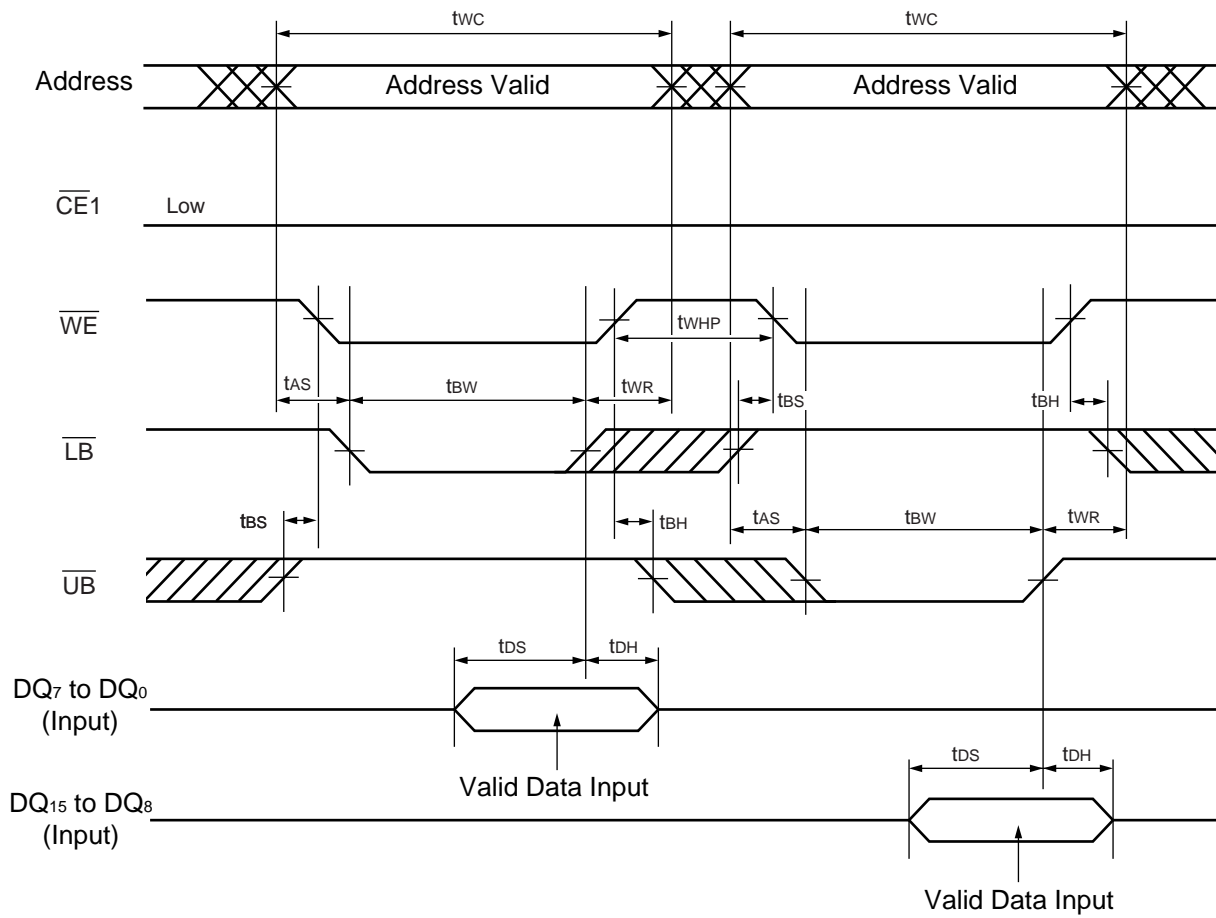 tWC
tWC
Address
Address Valid
Address Valid
CE1
Low
WE
tWHP
tAS
tBW
tWR
tBS
tBH
LB
tBS
tBH
tAS
tBW
tWR
UB
tDS
tDH
DQ7 to DQ0
(Input)
tDS
tDH
Valid Data Input
DQ15 to DQ8
(Input)
Valid Data Input